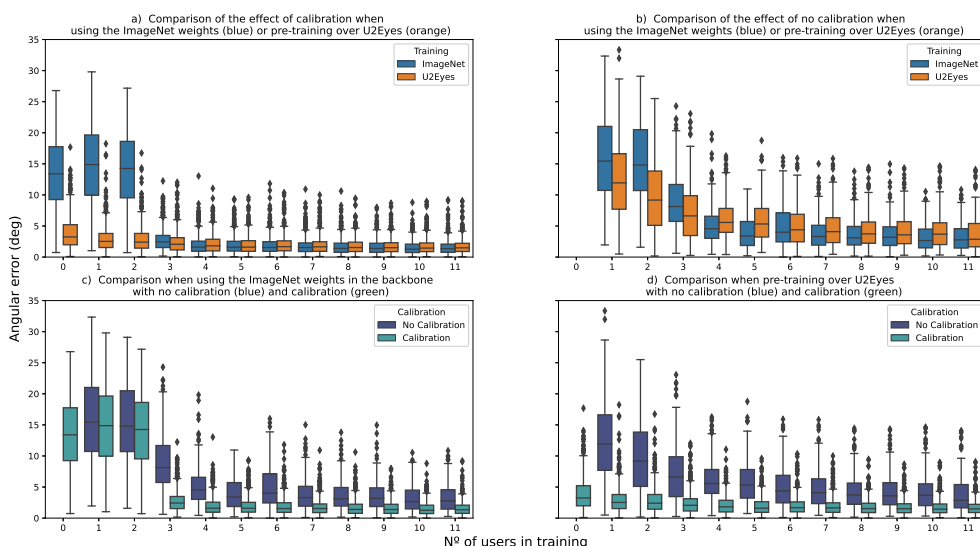 a) Comparison of the effect of calibration when
using the ImageNet weights (blue) or pre-training over U2Eyes (orange)
35
30
25
20
15
10
5
0
Training
ImageNet
U2Eyes
0 1 2 3 4 5 6 7 8 9 10 11
b) Comparison of the effect of no calibration when
using the ImageNet weights (blue) or pre-training over U2Eyes (orange)
Training
ImageNet
U2Eyes
0 1 2 3 4 5 6 7 8 9 10 11
Angular error (deg)
c) Comparison when using the ImageNet weights in the backbone
with no calibration (blue) and calibration (green)
35
30
25
20
15
10
5
0
Calibration
No Calibration
Calibration
0 1 2 3 4 5 6 7 8 9 10 11
d) Comparison when pre-training over U2Eyes
with no calibration (blue) and calibration (green)
Calibration
No Calibration
Calibration
0 1 2 3 4 5 6 7 8 9 10 11
Nº of users in training